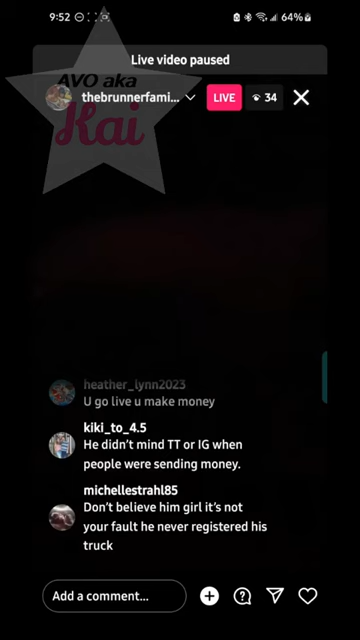 9:52
64%
Live video paused
AVO aka
Kai
thebrunnerfami...
LIVE
34
heather_lynn2023
U go live u make money
kiki_to_4.5
He didn't mind TT or IG when
people were sending money.
michellestrahl85
Don't believe him girl it's not
your fault he never registered his
truck
Add a comment...